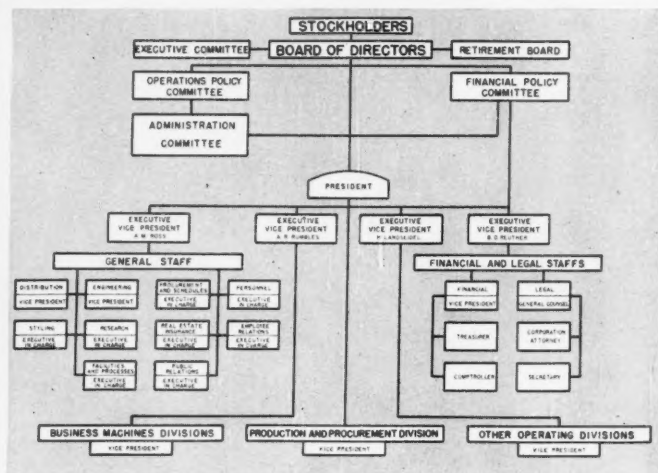 STOCKHOLDERS
EXECUTIVE COMMITTEE
BOARD OF DIRECTORS
RETIREMENT BOARD
OPERATIONS POLICY
COMMITTEE
FINANCIAL POLICY
COMMITTEE
ADMINISTRATION
COMMITTEE
PRESIDENT
EXECUTIVE
VICE PRESIDENT
A. W. ROSS
EXECUTIVE
VICE PRESIDENT
A. R. RUMBLES
EXECUTIVE
VICE PRESIDENT
P. LANDSEIDEL
EXECUTIVE
VICE PRESIDENT
B. D. REUTHER
GENERAL STAFF
FINANCIAL AND LEGAL STAFFS
DISTRIBUTION
VICE PRESIDENT
ENGINEERING
VICE PRESIDENT
PROCUREMENT
AND SCHEDULES
EXECUTIVE
IN CHARGE
PERSONNEL
EXECUTIVE
IN CHARGE
FINANCIAL
VICE PRESIDENT
LEGAL
GENERAL COUNSEL
STYLING
EXECUTIVE
IN CHARGE
RESEARCH
EXECUTIVE
IN CHARGE
REAL ESTATE
INSURANCE
EXECUTIVE
IN CHARGE
EMPLOYEE
RELATIONS
EXECUTIVE
IN CHARGE
TREASURER
CORPORATION
ATTORNEY
FACILITIES
AND PROCESSES
EXECUTIVE
IN CHARGE
PUBLIC
RELATIONS
EXECUTIVE
IN CHARGE
COMPTROLLER
SECRETARY
BUSINESS MACHINES DIVISIONS
VICE PRESIDENT
PRODUCTION AND PROCUREMENT DIVISION
VICE PRESIDENT
OTHER OPERATING DIVISIONS
VICE PRESIDENT